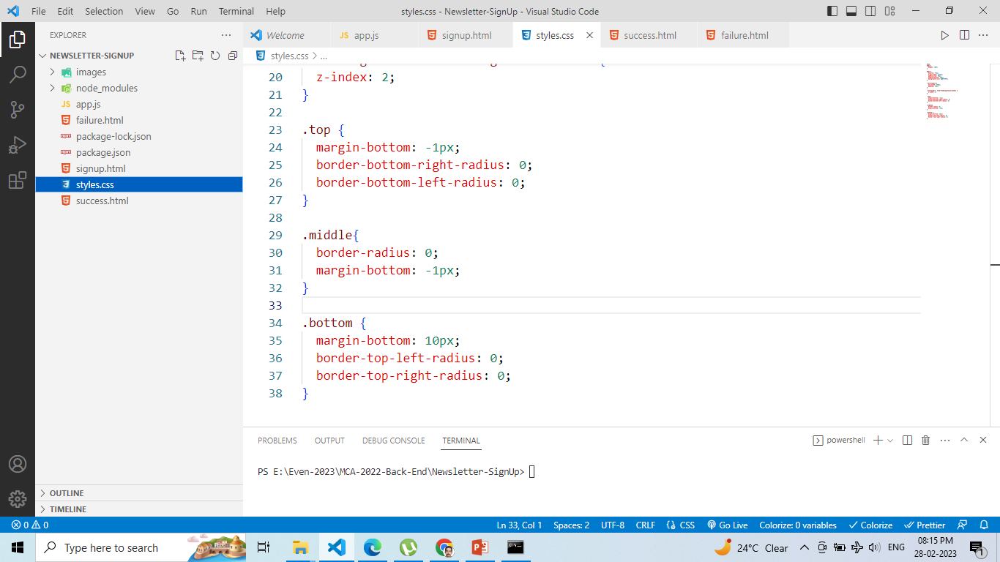 File Edit Selection View Go Run Terminal Help styles.css - Newsletter-SignUp - Visual Studio Code
EXPLORER
NEWSLETTER-SIGNUP
images
node_modules
JS app.js
failure.html
package-lock.json
package.json
signup.html
styles.css
success.html
OUTLINE
TIMELINE
Welcome JS app.js signup.html styles.css success.html failure.html
styles.css > ...
20 z-index: 2;
21 }
22
23 .top {
24 margin-bottom: -1px;
25 border-bottom-right-radius: 0;
26 border-bottom-left-radius: 0;
27 }
28
29 .middle{
30 border-radius: 0;
31 margin-bottom: -1px;
32 }
33
34 .bottom {
35 margin-bottom: 10px;
36 border-top-left-radius: 0;
37 border-top-right-radius: 0;
38 }
PROBLEMS OUTPUT DEBUG CONSOLE TERMINAL powershell
PS E:\Even-2023\MCA-2022-Back-End\Newsletter-SignUp>
0 0 Ln 33, Col 1 Spaces: 2 UTF-8 CRLF {} CSS Go Live Colorize: 0 variables Colorize Prettier
Type here to search 24°C Clear ENG 08:15 PM
28-02-2023 1